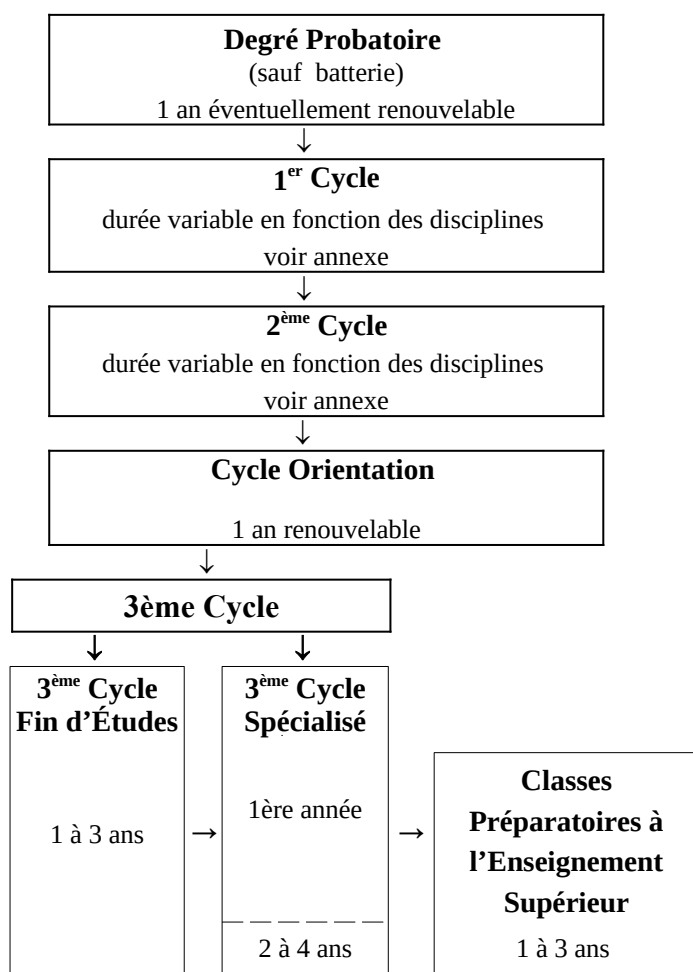 Degré Probatoire
(sauf batterie)
1 an éventuellement renouvelable
↓
1er Cycle
durée variable en fonction des disciplines
voir annexe
↓
2ème Cycle
durée variable en fonction des disciplines
voir annexe
↓
Cycle Orientation
1 an renouvelable
↓
3ème Cycle
↓ ↓
3ème Cycle
Fin d’Études
1 à 3 ans
→
3ème Cycle
Spécialisé
1ère année
2 à 4 ans
→
Classes
Préparatoires à
l’Enseignement
Supérieur
1 à 3 ans